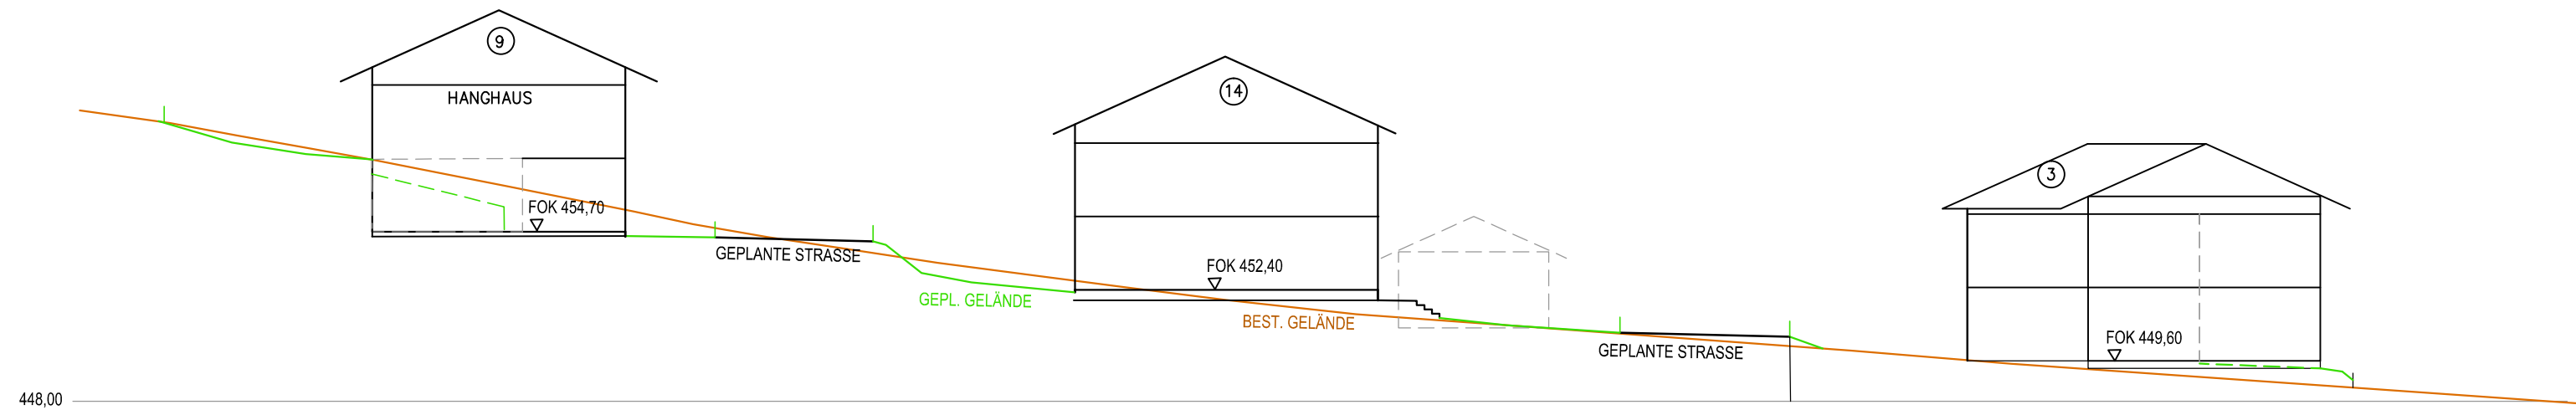 9
HANGHAUS
FOK 454,70
GEPLANTE STRASSE
14
FOK 452,40
GEPL. GELÄNDE
BEST. GELÄNDE
GEPLANTE STRASSE
3
FOK 449,60
448,00